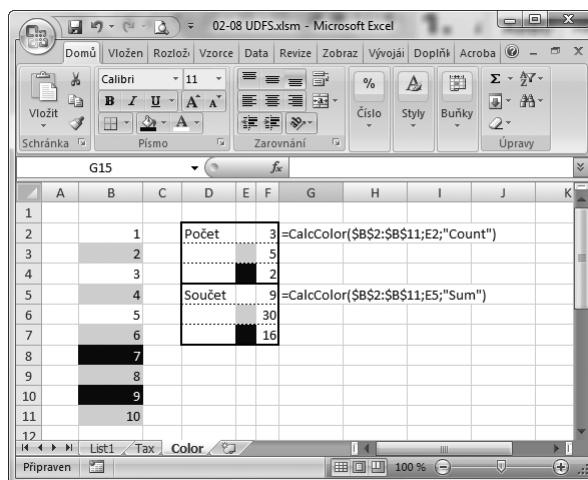 02-08 UDFS.xlsm - Microsoft Excel
Domů Vložen Rozlož Vzorce Data Revize Zobraz Vývojái Doplňk Acroba
Vložit
Calibri 11
B I U A A A
% Číslo
Styly
Buňky
Schránka Písmo Zarovnání Úpravy
G15 fx
A B C D E F G H I J K
1
2 1 Počet 3 =CalcColor($B$2:$B$11;E2;"Count")
3 2 5
4 3 2
5 4 Součet 9 =CalcColor($B$2:$B$11;E5;"Sum")
6 5 30
7 6 16
8 7
9 8
10 9
11 10
12
List1 Tax Color
Připraven 100 %